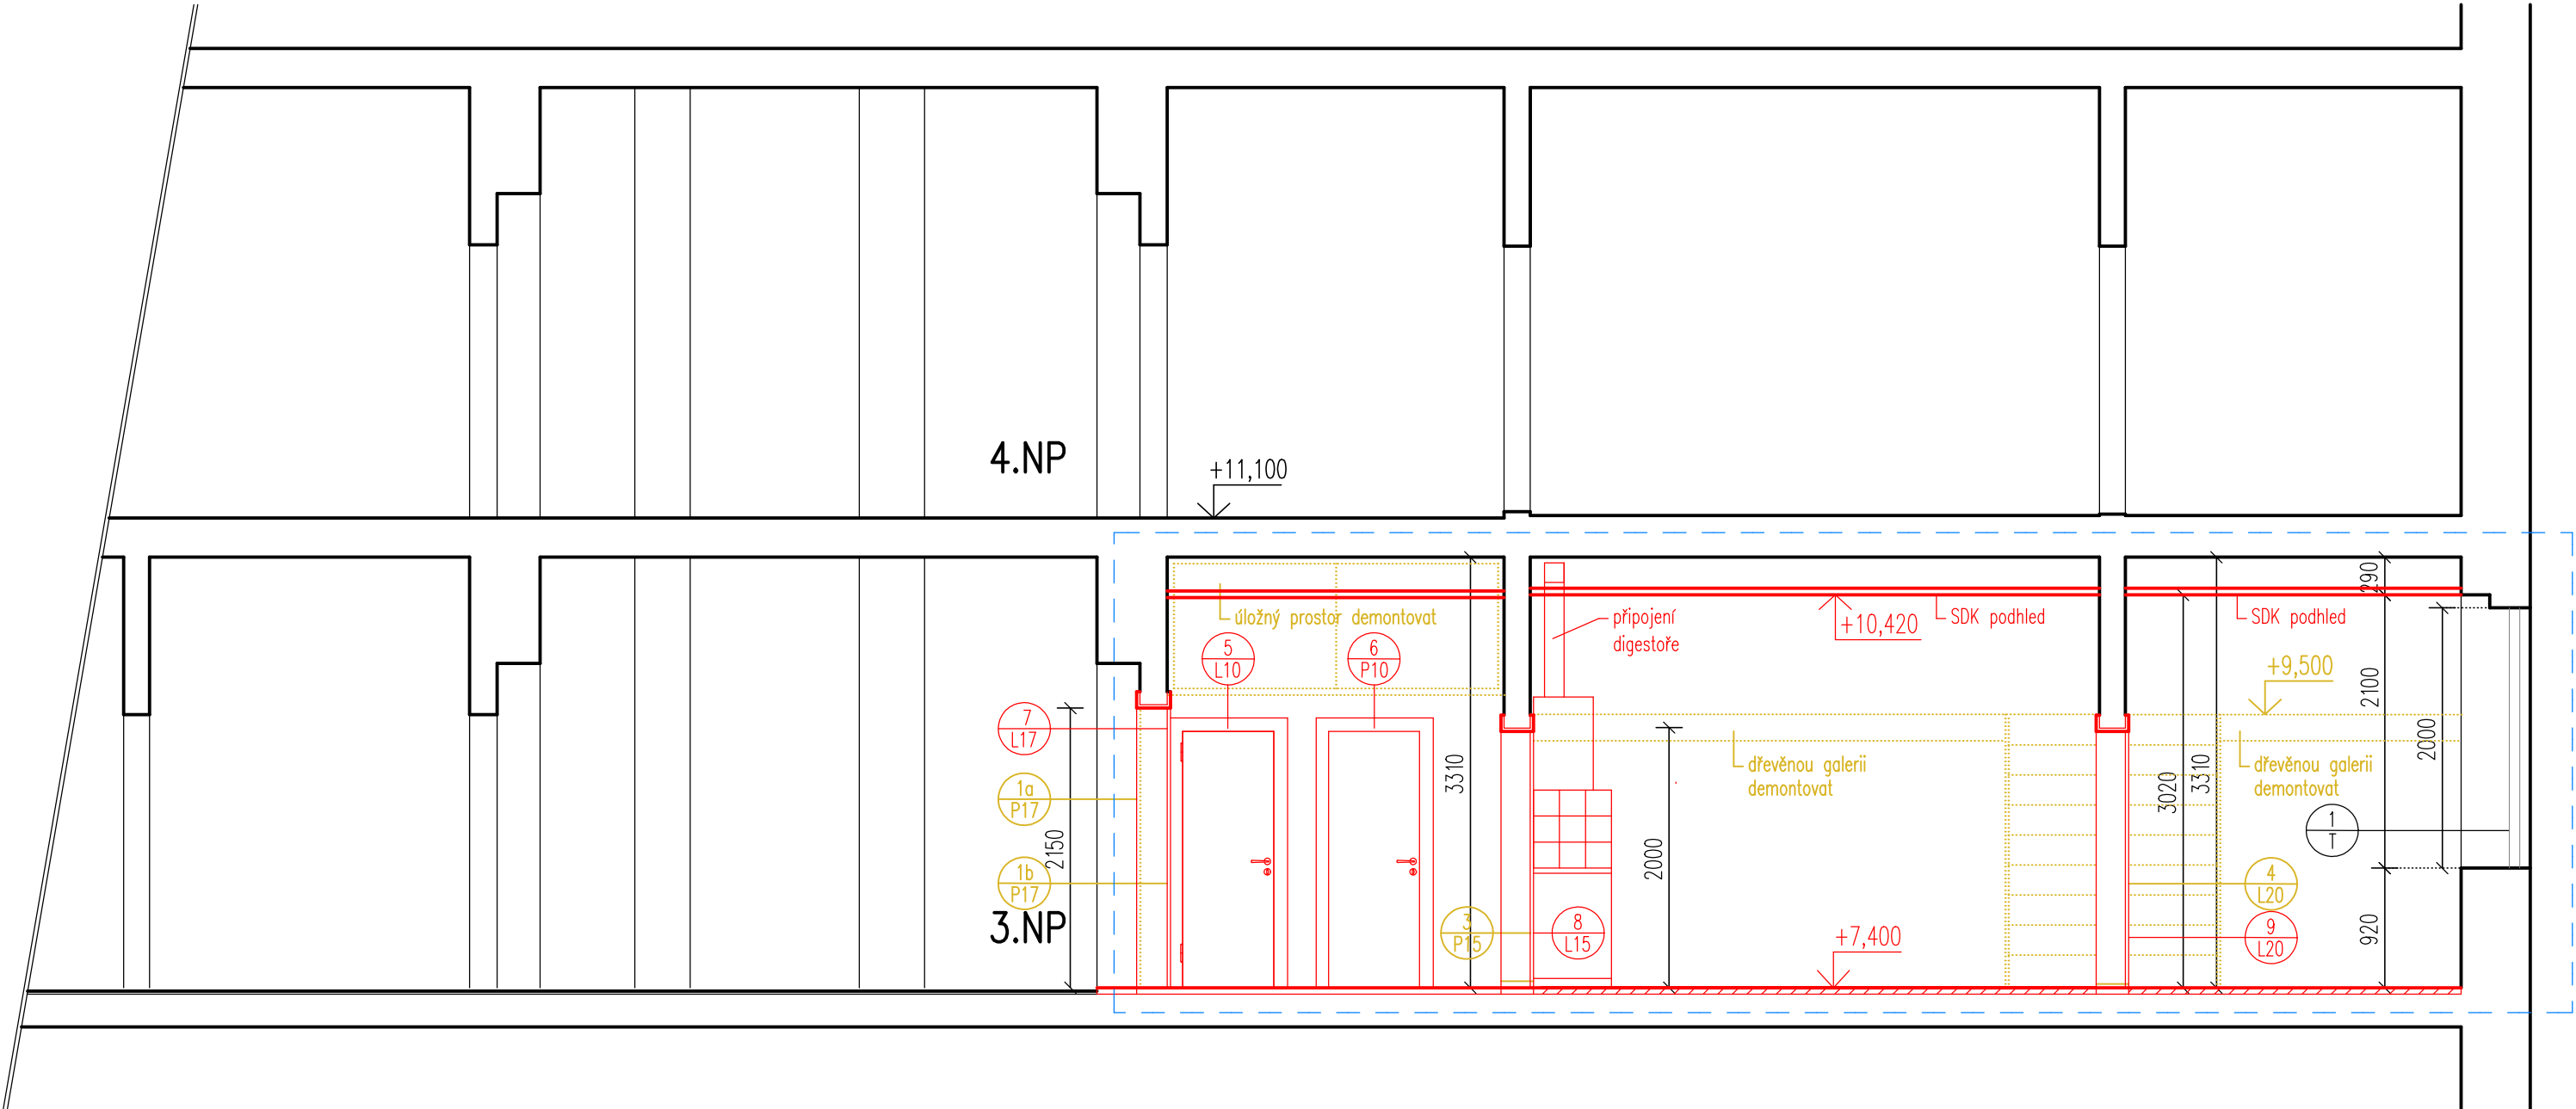 4.NP
+11,100
290
úložný prostor demontovat
připojení
digestoře
+10,420
SDK podhled
SDK podhled
5
L10
6
P10
+9,500
2100
7
L17
2000
3310
dřevěnou galerii
demontovat
3020
3310
dřevěnou galerii
demontovat
1a
P17
1
T
2150
2000
1b
P17
4
L20
3.NP
3
P15
8
L15
+7,400
9
L20
920